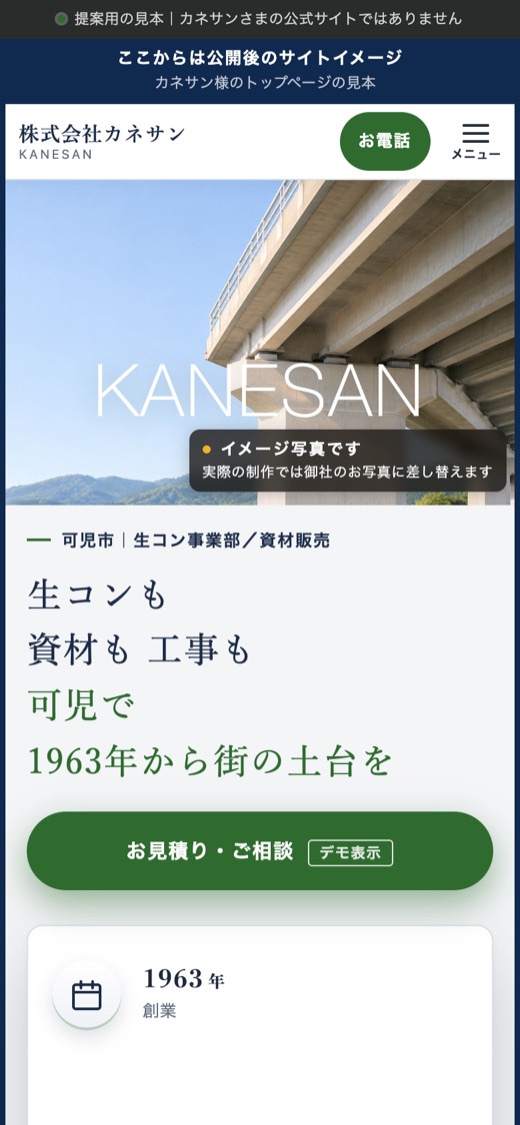 提案用の見本｜カネサンさまの公式サイトではありません
ここからは公開後のサイトイメージ
カネサン様のトップページの見本
株式会社カネサン
KANESAN
お電話
メニュー
KANESAN
イメージ写真です
実際の制作では御社のお写真に差し替えます
可児市｜生コン事業部／資材販売
生コンも
資材も 工事も
可児で
1963年から街の土台を
お見積り・ご相談 デモ表示
1963年
創業